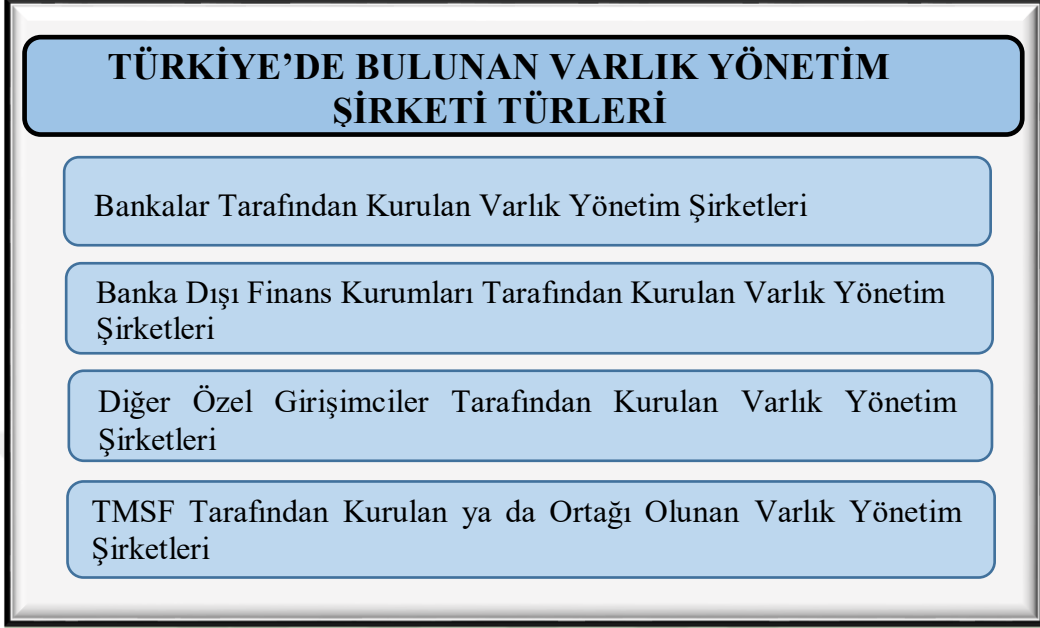 TÜRKİYE’DE BULUNAN VARLIK YÖNETİM
ŞİRKETİ TÜRLERİ
Bankalar Tarafından Kurulan Varlık Yönetim Şirketleri
Banka Dışı Finans Kurumları Tarafından Kurulan Varlık Yönetim
Şirketleri
Diğer Özel Girişimciler Tarafından Kurulan Varlık Yönetim
Şirketleri
TMSF Tarafından Kurulan ya da Ortağı Olunan Varlık Yönetim
Şirketleri